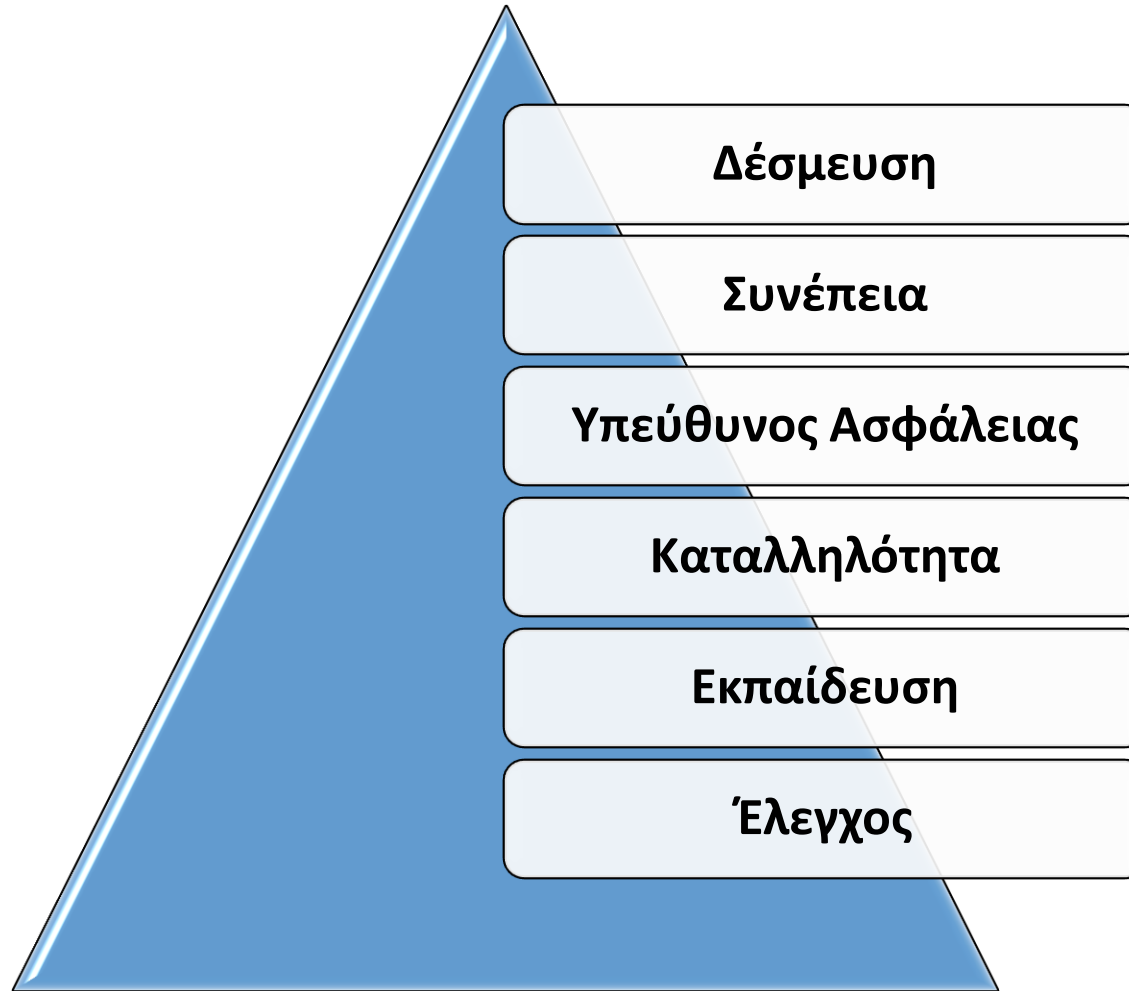 Δέσμευση
Συνέπεια
Υπεύθυνος Ασφάλειας
Καταλληλότητα
Εκπαίδευση
Έλεγχος